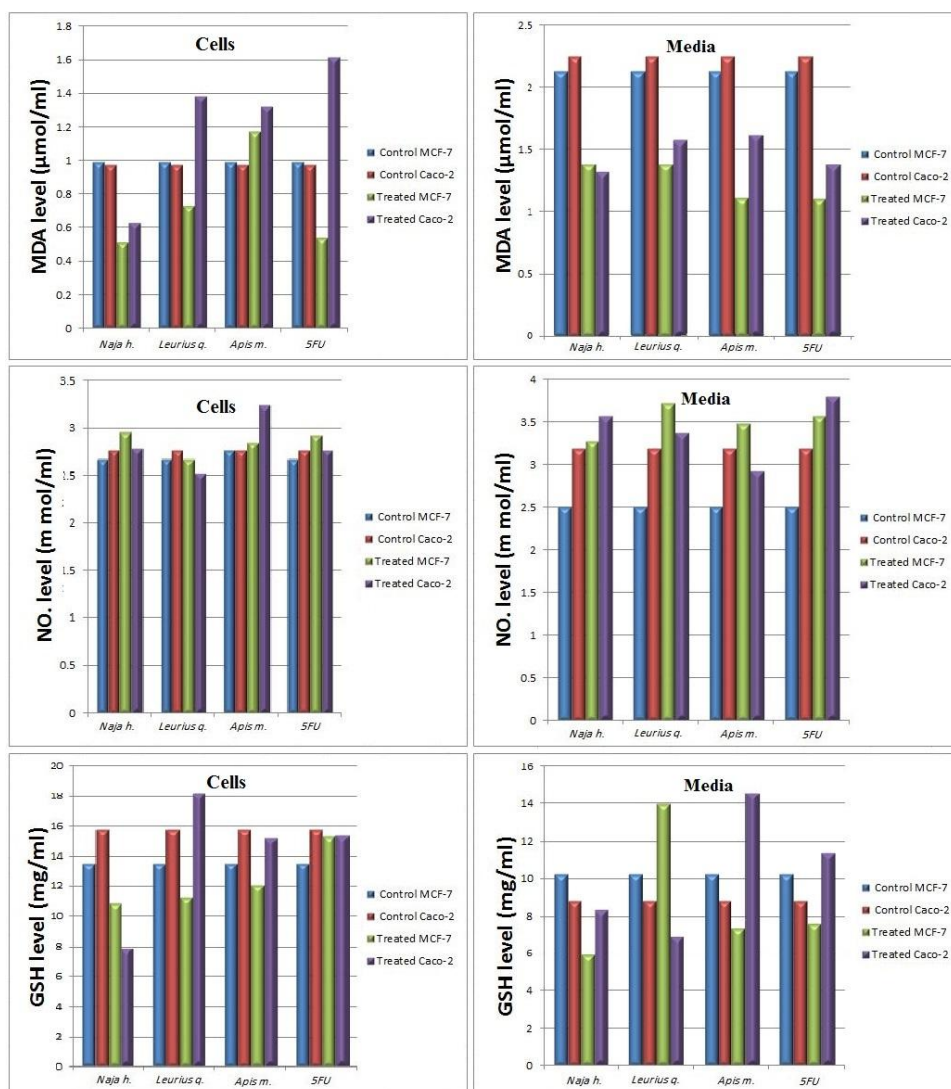 Cells
MDA level (µmol/ml)
1.8
1.6
1.4
1.2
1
0.8
0.6
0.4
0.2
0
Naja h.
Leurius q.
Apis m.
5FU
Control MCF-7
Control Caco-2
Treated MCF-7
Treated Caco-2
Media
MDA level (µmol/ml)
2.5
2
1.5
1
0.5
0
Naja h.
Leurius q.
Apis m.
5FU
Control MCF-7
Control Caco-2
Treated MCF-7
Treated Caco-2
Cells
NO. level (m mol/ml)
3.5
3
2.5
2
1.5
1
0.5
0
Naja h.
Leurius q.
Apis m.
5FU
Control MCF-7
Control Caco-2
Treated MCF-7
Treated Caco-2
Media
NO. level (m mol/ml)
4
3.5
3
2.5
2
1.5
1
0.5
0
Naja h.
Leurius q.
Apis m.
5FU
Control MCF-7
Control Caco-2
Treated MCF-7
Treated Caco-2
Cells
GSH level (mg/ml)
20
18
16
14
12
10
8
6
4
2
0
Naja h.
Leurius q.
Apis m.
5FU
Control MCF-7
Control Caco-2
Treated MCF-7
Treated Caco-2
Media
GSH level (mg/ml)
16
14
12
10
8
6
4
2
0
Naja h.
Leurius q.
Apis m.
5FU
Control MCF-7
Control Caco-2
Treated MCF-7
Treated Caco-2